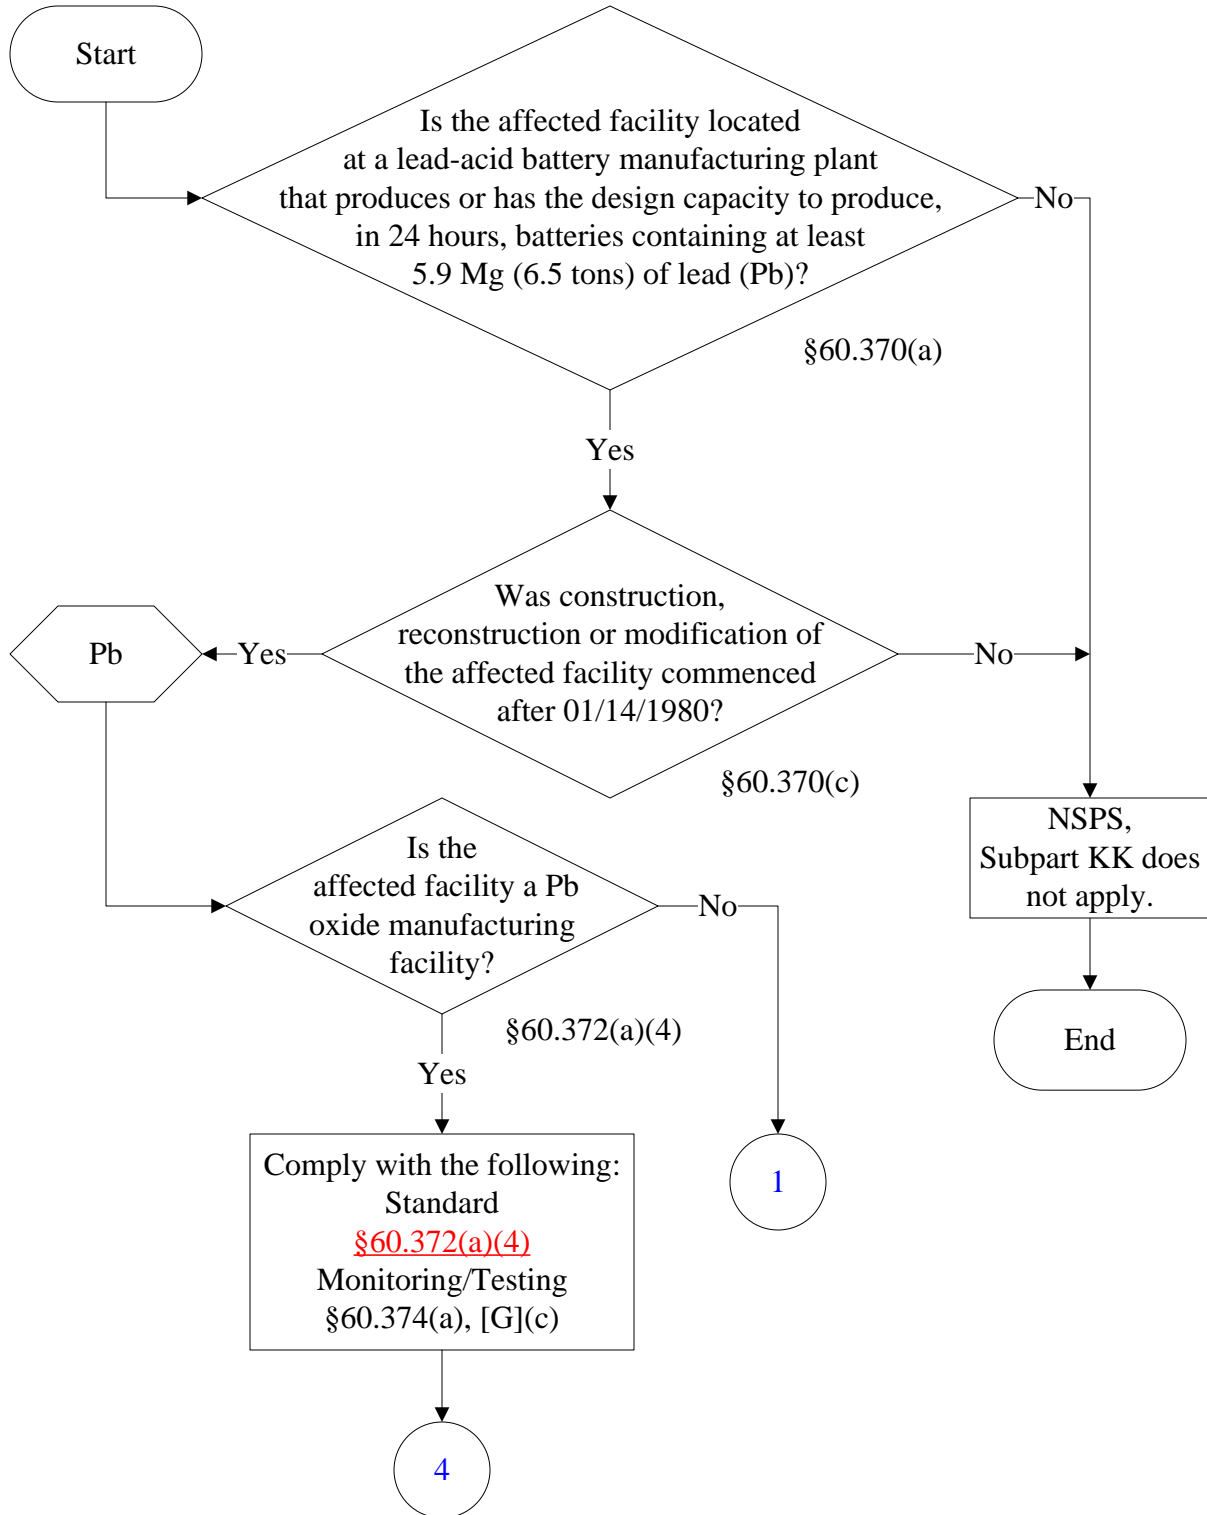 Start
Is the affected facility located
at a lead-acid battery manufacturing plant
that produces or has the design capacity to produce,
in 24 hours, batteries containing at least
5.9 Mg (6.5 tons) of lead (Pb)?
No
§60.370(a)
Yes
Was construction,
reconstruction or modification of
the affected facility commenced
after 01/14/1980?
Yes
Pb
No
§60.370(c)
NSPS,
Subpart KK does
not apply.
End
Is the
affected facility a Pb
oxide manufacturing
facility?
No
§60.372(a)(4)
Yes
1
Comply with the following:
Standard
§60.372(a)(4)
Monitoring/Testing
§60.374(a), [G](c)
4